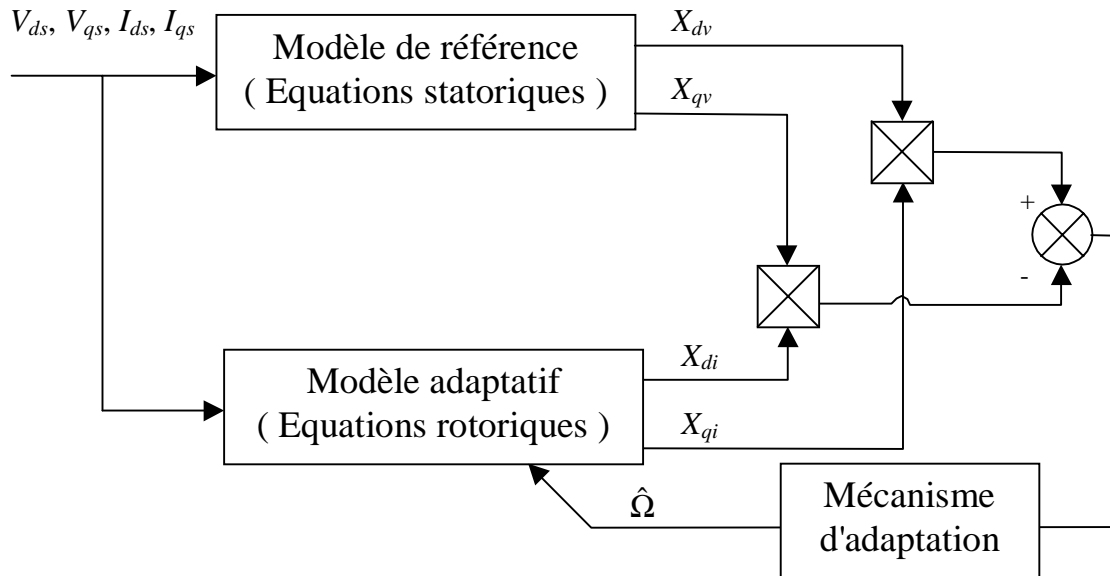 Vds, Vqs, Ids, Iqs
Modèle de référence
( Equations statoriques )
Xdv
Xqv
+
-
Modèle adaptatif
( Equations rotoriques )
Xdi
Xqi
Ω̂
Mécanisme
d'adaptation